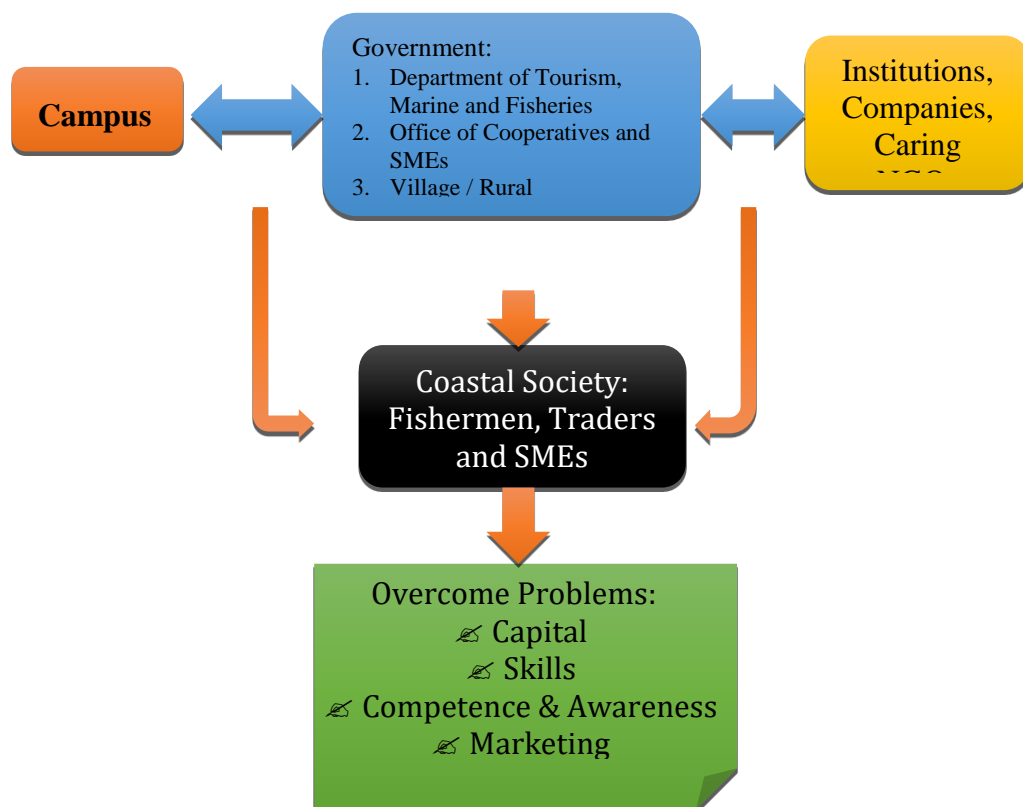 Campus
Government:
1. Department of Tourism,
Marine and Fisheries
2. Office of Cooperatives and
SMEs
3. Village / Rural
Institutions,
Companies,
Caring
Coastal Society:
Fishermen, Traders
and SMEs
Overcome Problems:
Capital
Skills
Competence & Awareness
Marketing